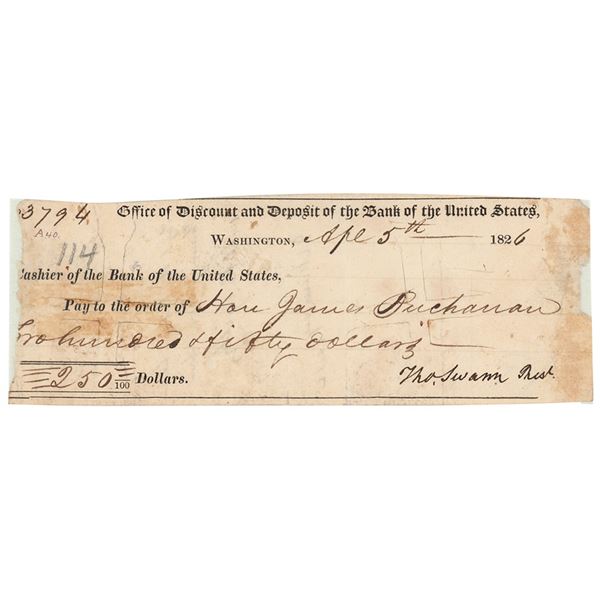 3794 Office of Discount and Deposit of the Bank of the United States,
A40.
WASHINGTON, Apl 5th 1826
114
ashier of the Bank of the United States,
Pay to the order of Hon James Buchanan
wo hundred & fifty dollars
250/100 Dollars. Tho. Swann Prest